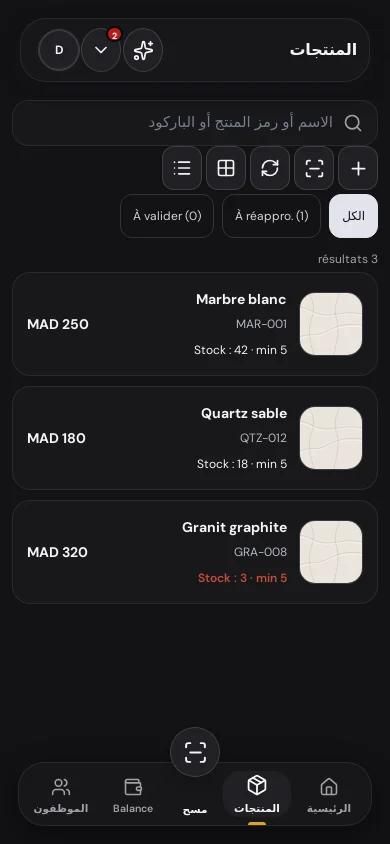 المنتجات
2
D
الاسم أو رمز المنتج أو الباركود
الكل
À réappro. (1)
À valider (0)
résultats 3
Marbre blanc
MAR-001
Stock : 42 · min 5
MAD 250
Quartz sable
QTZ-012
Stock : 18 · min 5
MAD 180
Granit graphite
GRA-008
Stock : 3 · min 5
MAD 320
الرئيسية
المنتجات
مسح
Balance
الموظفون